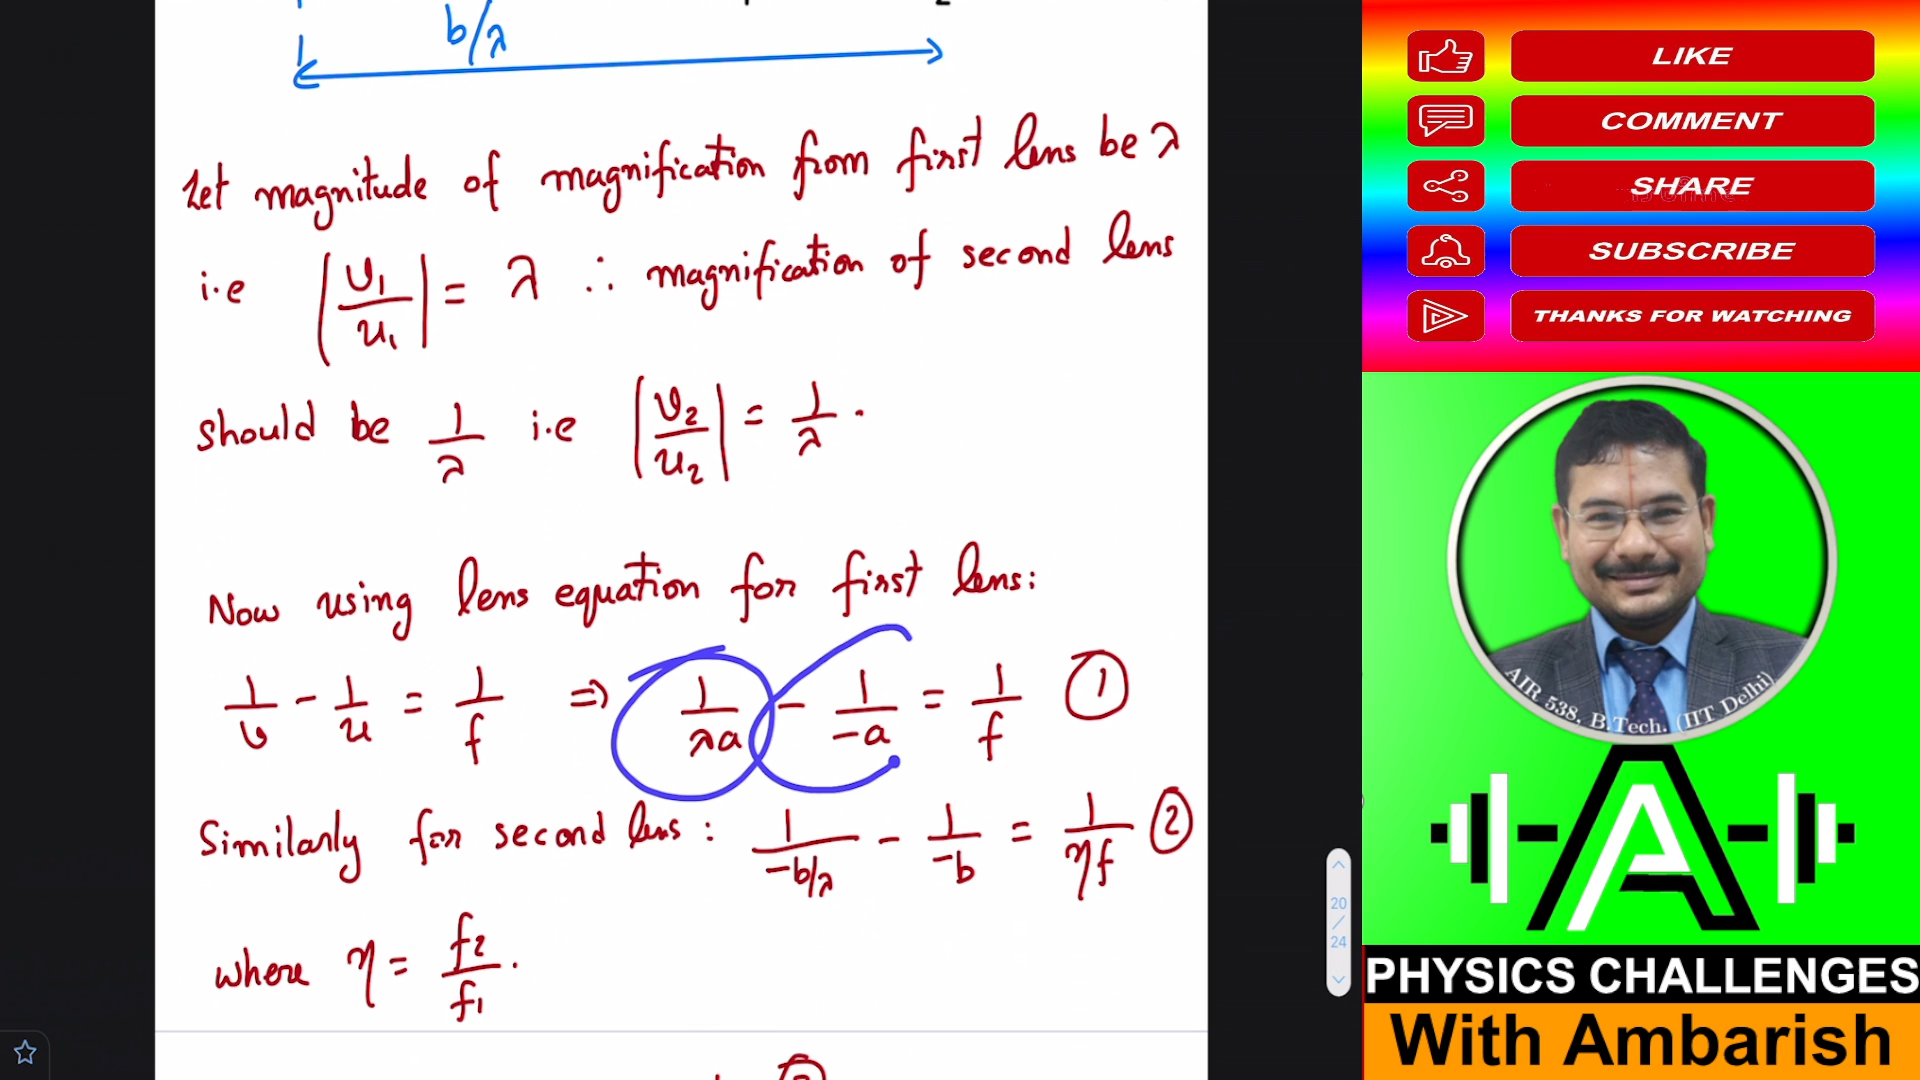 b/λ
Let magnitude of magnification from first lens be λ
i.e |v₁/u₁| = λ ∴ magnification of second lens
should be 1/λ i.e |v₂/u₂| = 1/λ.
Now using lens equation for first lens:
1/v - 1/u = 1/f ⇒ 1/λa - 1/-a = 1/f ①
Similarly for second lens: 1/-b/λ - 1/-b = 1/ηf ②
where η = f₂/f₁.
20
/
24
LIKE
COMMENT
SHARE
SUBSCRIBE
THANKS FOR WATCHING
AIR 538, B.Tech. (IIT Delhi)
A
PHYSICS CHALLENGES
With Ambarish